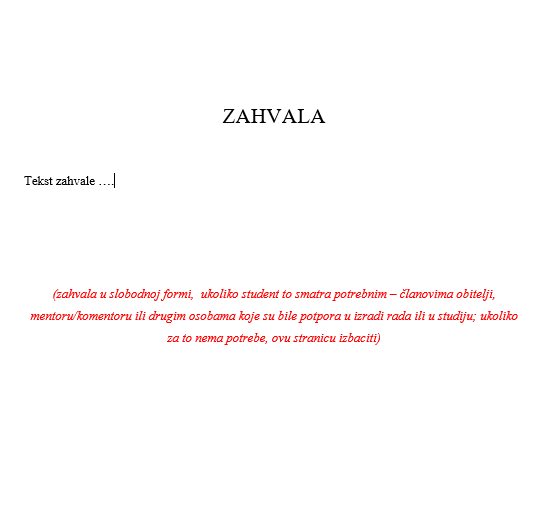 ZAHVALA
Tekst zahvale ….
(zahvala u slobodnoj formi,  ukoliko student to smatra potrebnim – članovima obitelji,
mentoru/komentoru ili drugim osobama koje su bile potpora u izradi rada ili u studiju; ukoliko
za to nema potrebe, ovu stranicu izbaciti)